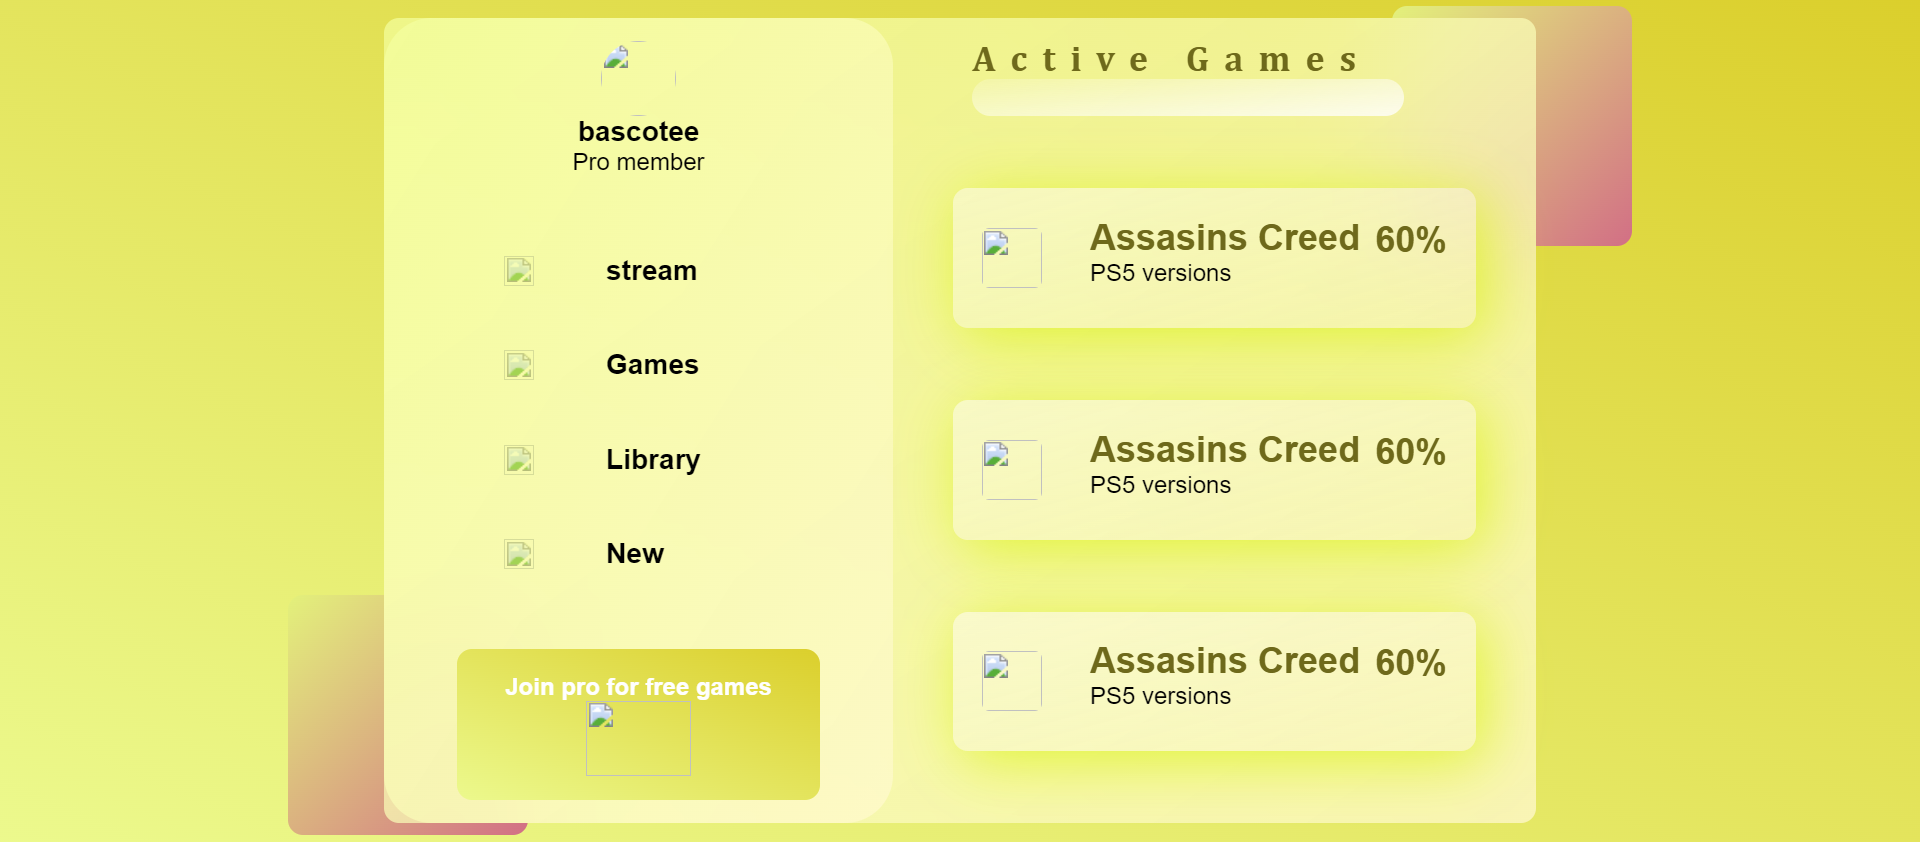 bascotee
Pro member
stream
Games
Library
New
Join pro for free games
Active Games
Assasins Creed 60%
PS5 versions
Assasins Creed 60%
PS5 versions
Assasins Creed 60%
PS5 versions